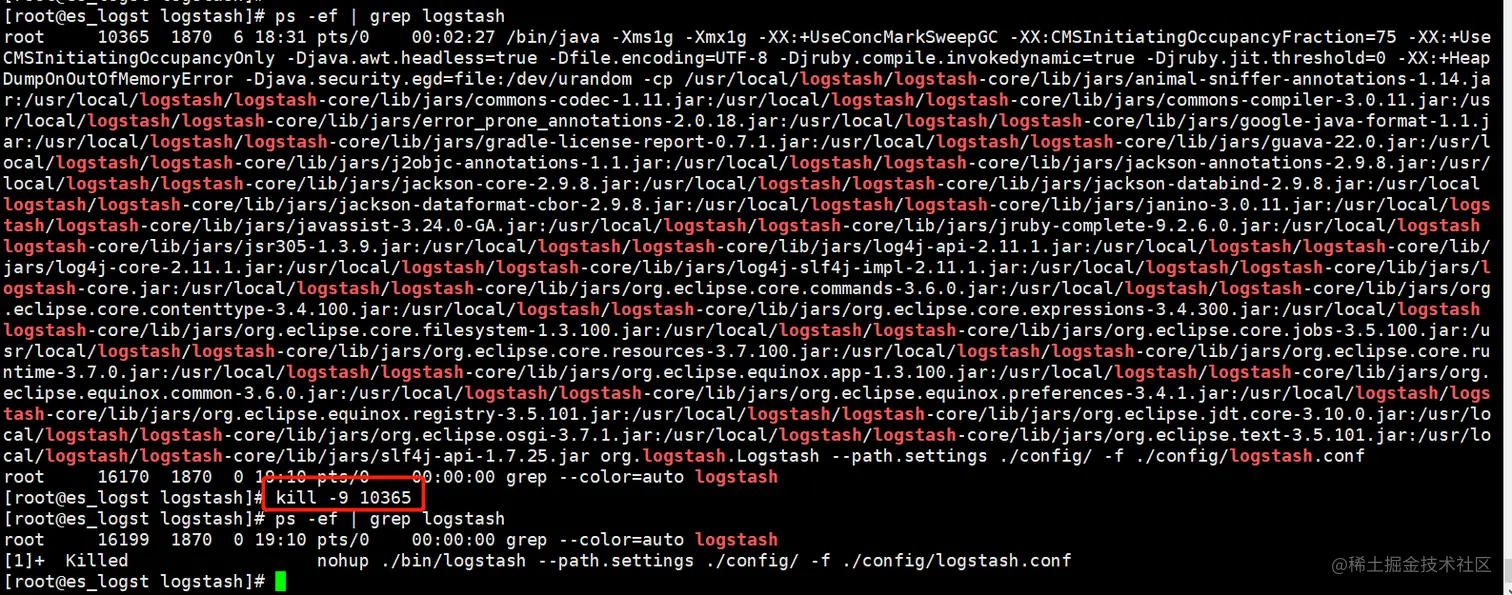 [root@es_logst logstash]# ps -ef | grep logstash
root     10365  1870  6 18:31 pts/0    00:02:27 /bin/java -Xms1g -Xmx1g -XX:+UseConcMarkSweepGC -XX:CMSInitiatingOccupancyFraction=75 -XX:+Use
CMSInitiatingOccupancyOnly -Djava.awt.headless=true -Dfile.encoding=UTF-8 -Djruby.compile.invokedynamic=true -Djruby.jit.threshold=0 -XX:+Heap
DumpOnOutOfMemoryError -Djava.security.egd=file:/dev/urandom -cp /usr/local/logstash/logstash-core/lib/jars/animal-sniffer-annotations-1.14.ja
r:/usr/local/logstash/logstash-core/lib/jars/commons-codec-1.11.jar:/usr/local/logstash/logstash-core/lib/jars/commons-compiler-3.0.11.jar:/us
r/local/logstash/logstash-core/lib/jars/error_prone_annotations-2.0.18.jar:/usr/local/logstash/logstash-core/lib/jars/google-java-format-1.1.j
ar:/usr/local/logstash/logstash-core/lib/jars/gradle-license-report-0.7.1.jar:/usr/local/logstash/logstash-core/lib/jars/guava-22.0.jar:/usr/l
ocal/logstash/logstash-core/lib/jars/j2objc-annotations-1.1.jar:/usr/local/logstash/logstash-core/lib/jars/jackson-annotations-2.9.8.jar:/usr/
local/logstash/logstash-core/lib/jars/jackson-core-2.9.8.jar:/usr/local/logstash/logstash-core/lib/jars/jackson-databind-2.9.8.jar:/usr/local
logstash/logstash-core/lib/jars/jackson-dataformat-cbor-2.9.8.jar:/usr/local/logstash/logstash-core/lib/jars/janino-3.0.11.jar:/usr/local/logs
tash/logstash-core/lib/jars/javassist-3.24.0-GA.jar:/usr/local/logstash/logstash-core/lib/jars/jruby-complete-9.2.6.0.jar:/usr/local/logstash
logstash-core/lib/jars/jsr305-1.3.9.jar:/usr/local/logstash/logstash-core/lib/jars/log4j-api-2.11.1.jar:/usr/local/logstash/logstash-core/lib/
jars/log4j-core-2.11.1.jar:/usr/local/logstash/logstash-core/lib/jars/log4j-slf4j-impl-2.11.1.jar:/usr/local/logstash/logstash-core/lib/jars/l
ogstash-core.jar:/usr/local/logstash/logstash-core/lib/jars/org.eclipse.core.commands-3.6.0.jar:/usr/local/logstash/logstash-core/lib/jars/org
.eclipse.core.contenttype-3.4.100.jar:/usr/local/logstash/logstash-core/lib/jars/org.eclipse.core.expressions-3.4.300.jar:/usr/local/logstash
logstash-core/lib/jars/org.eclipse.core.filesystem-1.3.100.jar:/usr/local/logstash/logstash-core/lib/jars/org.eclipse.core.jobs-3.5.100.jar:/u
sr/local/logstash/logstash-core/lib/jars/org.eclipse.core.resources-3.7.100.jar:/usr/local/logstash/logstash-core/lib/jars/org.eclipse.core.ru
ntime-3.7.0.jar:/usr/local/logstash/logstash-core/lib/jars/org.eclipse.equinox.app-1.3.100.jar:/usr/local/logstash/logstash-core/lib/jars/org.
eclipse.equinox.common-3.6.0.jar:/usr/local/logstash/logstash-core/lib/jars/org.eclipse.equinox.preferences-3.4.1.jar:/usr/local/logstash/logs
tash-core/lib/jars/org.eclipse.equinox.registry-3.5.101.jar:/usr/local/logstash/logstash-core/lib/jars/org.eclipse.jdt.core-3.10.0.jar:/usr/lo
cal/logstash/logstash-core/lib/jars/org.eclipse.osgi-3.7.1.jar:/usr/local/logstash/logstash-core/lib/jars/org.eclipse.text-3.5.101.jar:/usr/lo
cal/logstash/logstash-core/lib/jars/slf4j-api-1.7.25.jar org.logstash.Logstash --path.settings ./config/ -f ./config/logstash.conf
root     16170  1870  0 19:10 pts/0    00:00:00 grep --color=auto logstash
[root@es_logst logstash]# kill -9 10365
[root@es_logst logstash]# ps -ef | grep logstash
root     16199  1870  0 19:10 pts/0    00:00:00 grep --color=auto logstash
[1]+  Killed                  nohup ./bin/logstash --path.settings ./config/ -f ./config/logstash.conf
[root@es_logst logstash]#
@稀土掘金技术社区